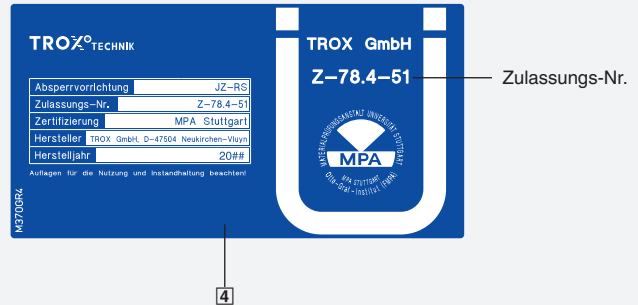 TROX® TECHNIK
Absperrvorrichtung JZ-RS
Zulassungs-Nr. Z-78.4-51
Zertifizierung MPA Stuttgart
Hersteller TROX GmbH, D-47504 Neukirchen-Vluyn
Herstelljahr 20##
Auflagen für die Nutzung und Instandhaltung beachten!
M370GR4
TROX GmbH
Z-78.4-51
MATERIALPRÜFUNGSANSTALT UNIVERSITÄT STUTTGART
MPA
MPA STUTTGART
Otto-Graf-Institut (FMPA)
Zulassungs-Nr.
4